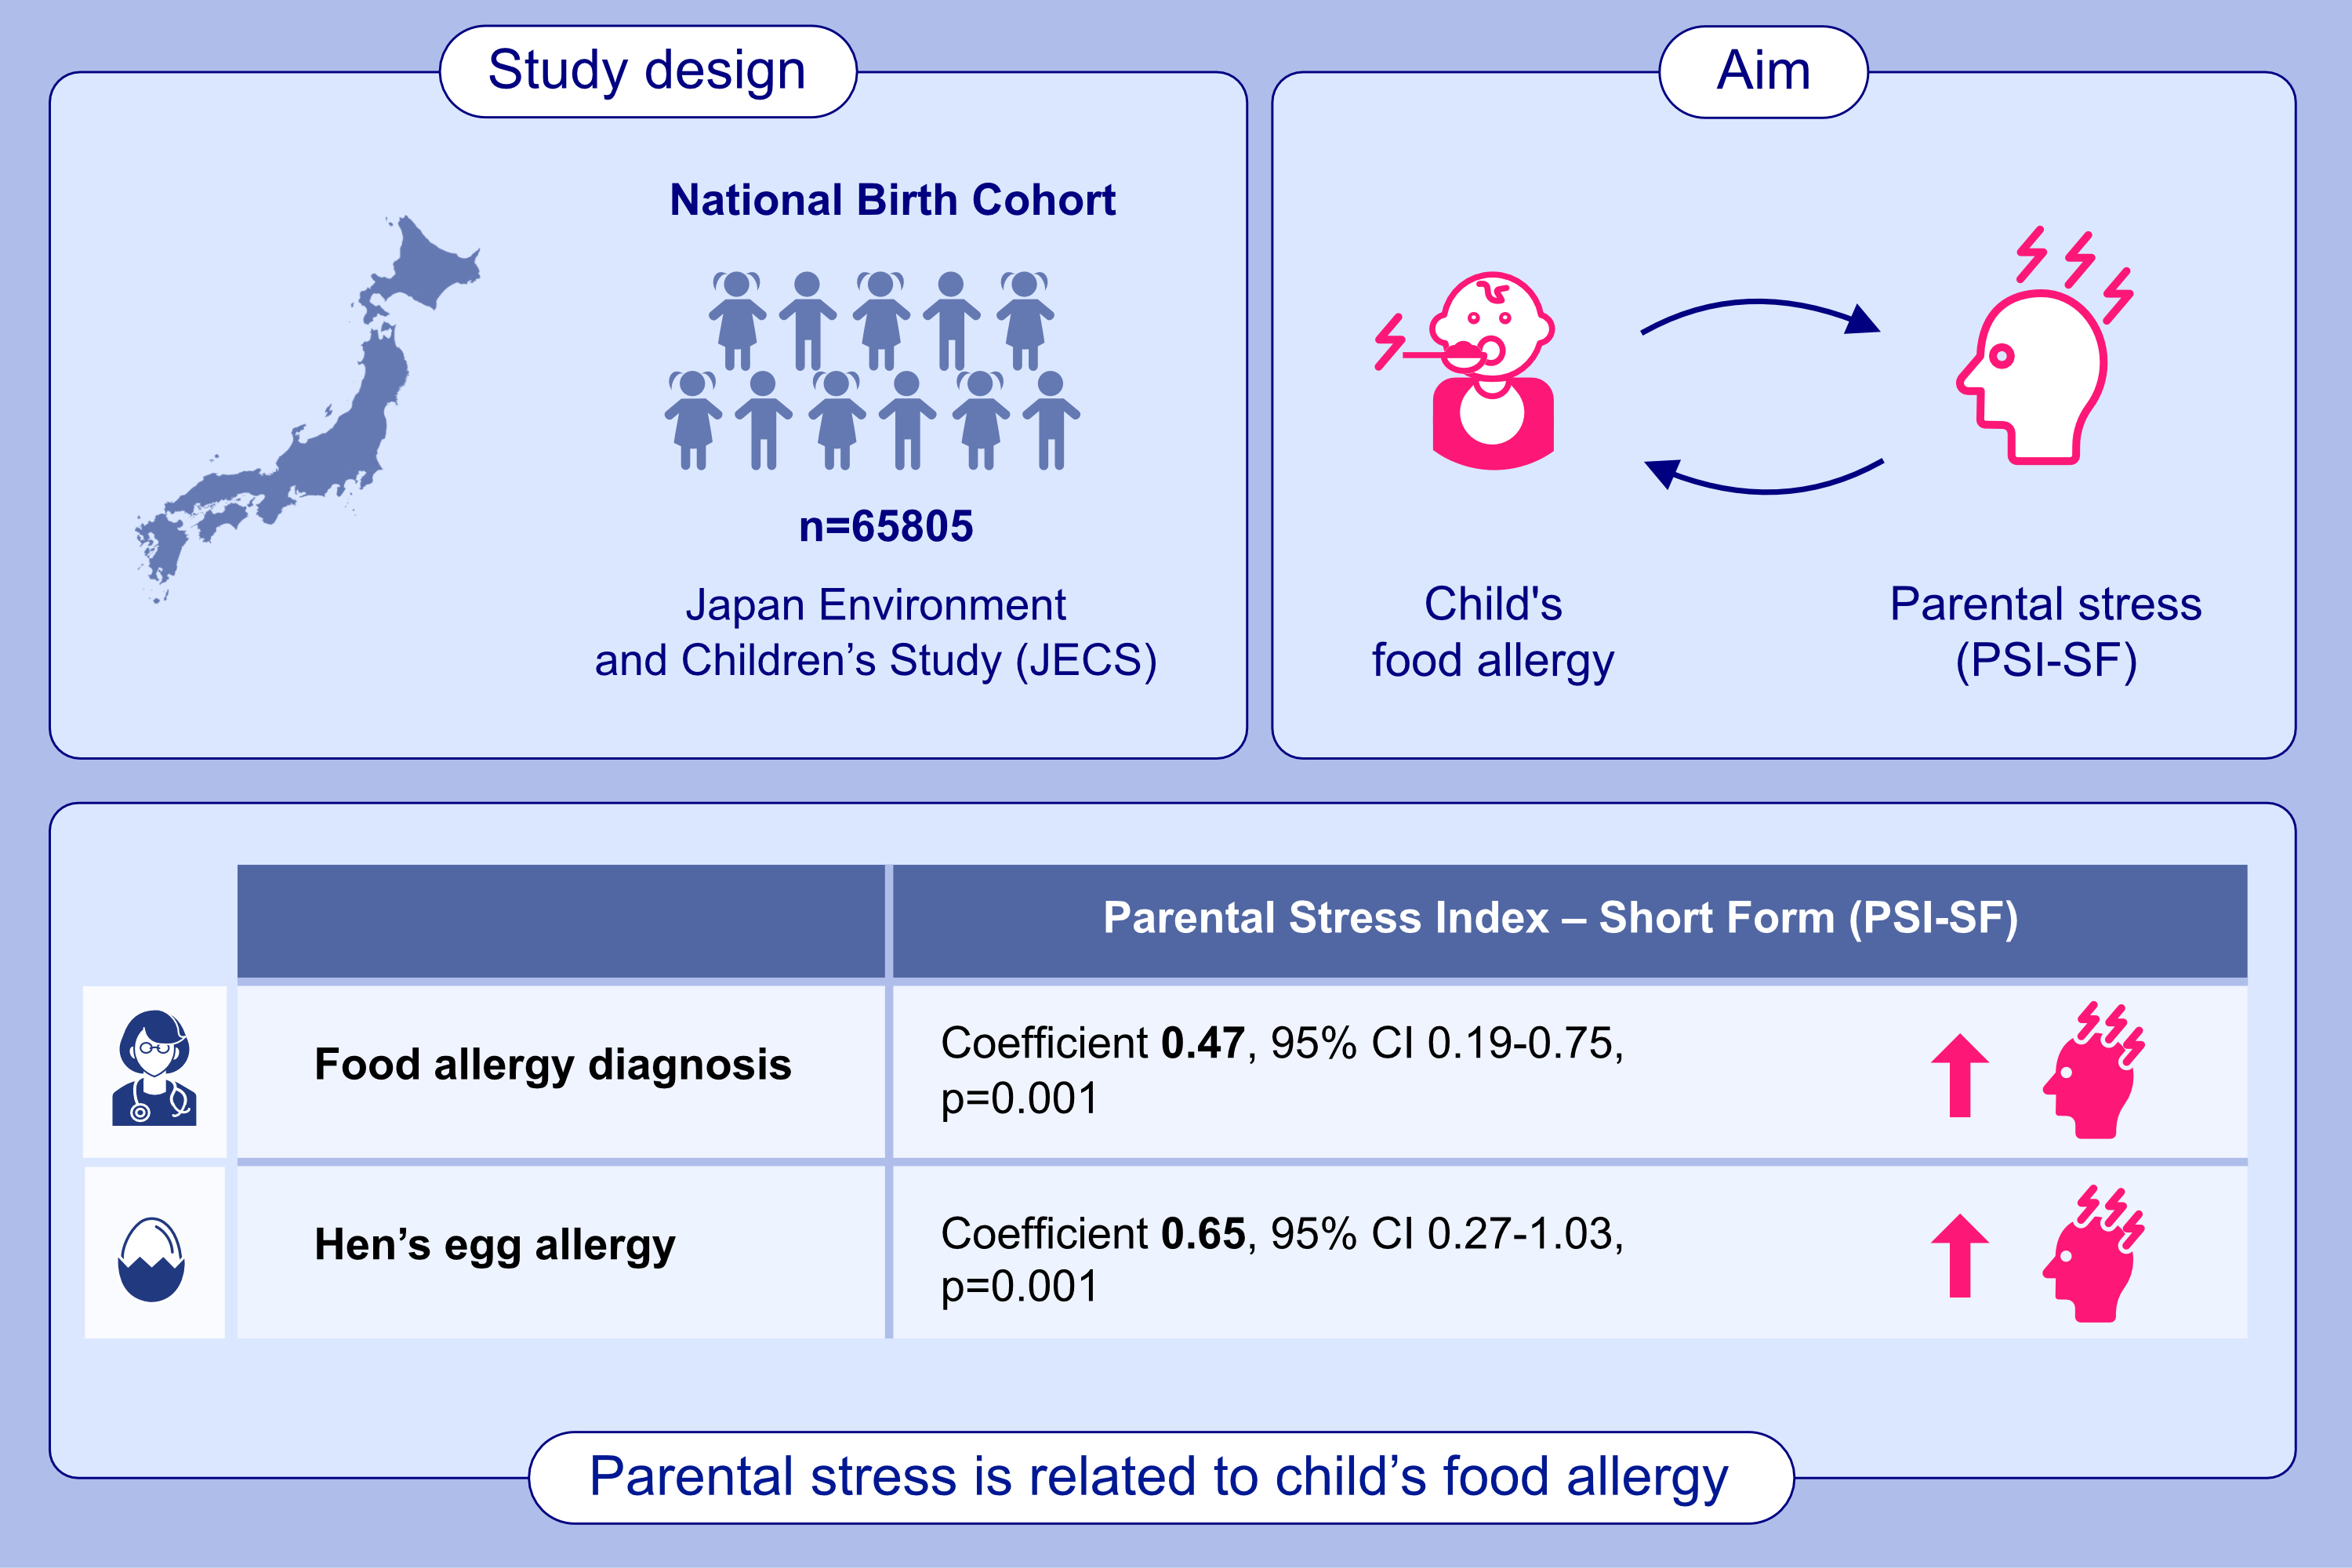 Study design
National Birth Cohort
n=65805
Japan Environment
and Children’s Study (JECS)
Aim
Child's
food allergy
Parental stress
(PSI-SF)
Parental Stress Index – Short Form (PSI-SF)
Food allergy diagnosis
Coefficient 0.47, 95% CI 0.19-0.75,
p=0.001
Hen’s egg allergy
Coefficient 0.65, 95% CI 0.27-1.03,
p=0.001
Parental stress is related to child’s food allergy